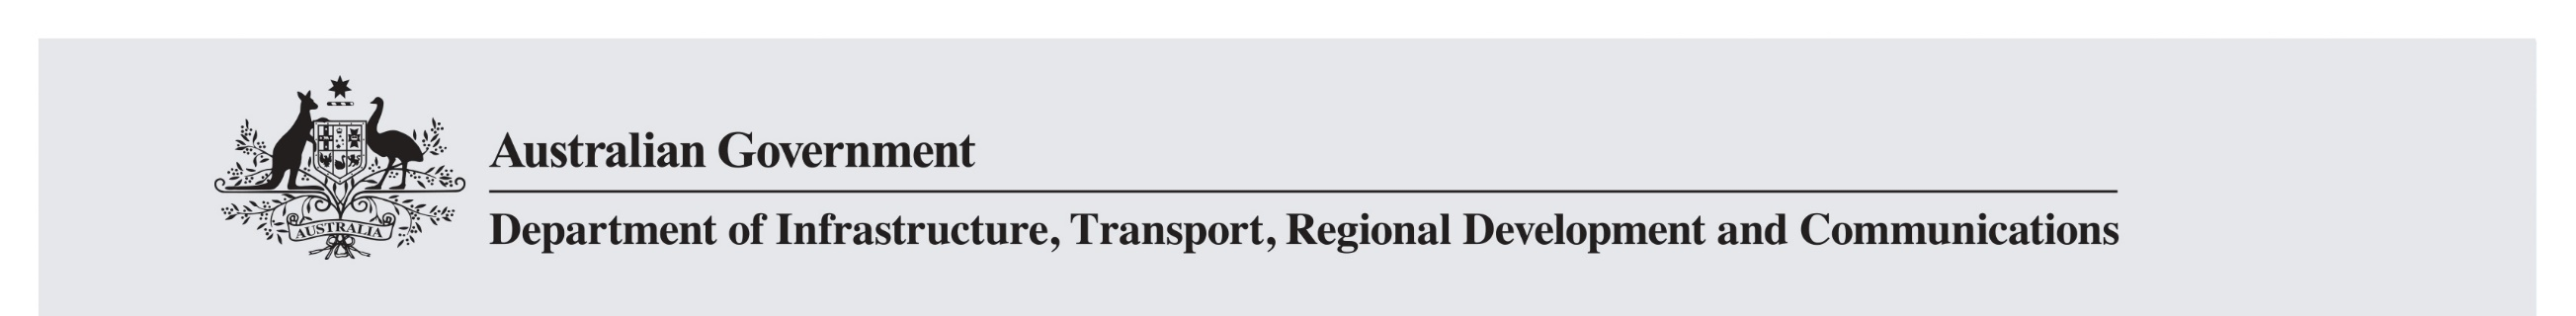 Australian Government
Department of Infrastructure, Transport, Regional Development and Communications
AUSTRALIA